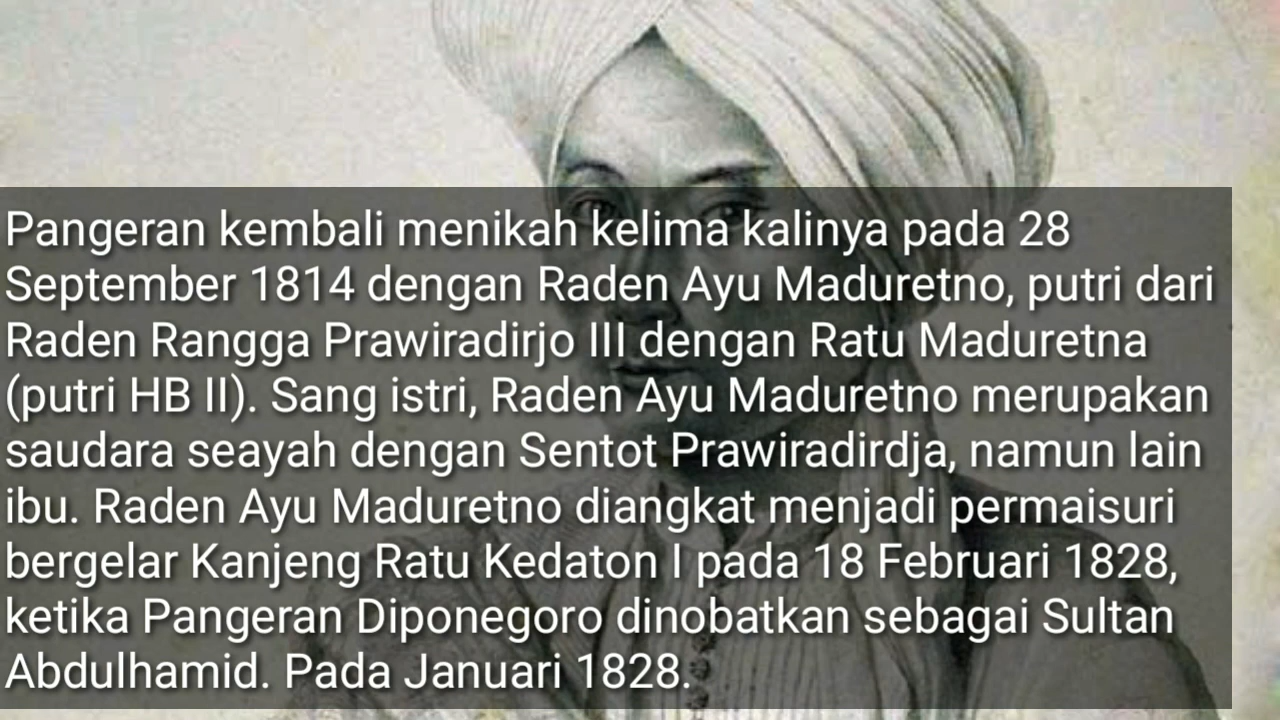 Pangeran kembali menikah kelima kalinya pada 28
September 1814 dengan Raden Ayu Maduretno, putri dari
Raden Rangga Prawiradirjo III dengan Ratu Maduretna
(putri HB II). Sang istri, Raden Ayu Maduretno merupakan
saudara seayah dengan Sentot Prawiradirdja, namun lain
ibu. Raden Ayu Maduretno diangkat menjadi permaisuri
bergelar Kanjeng Ratu Kedaton I pada 18 Februari 1828,
ketika Pangeran Diponegoro dinobatkan sebagai Sultan
Abdulhamid. Pada Januari 1828.